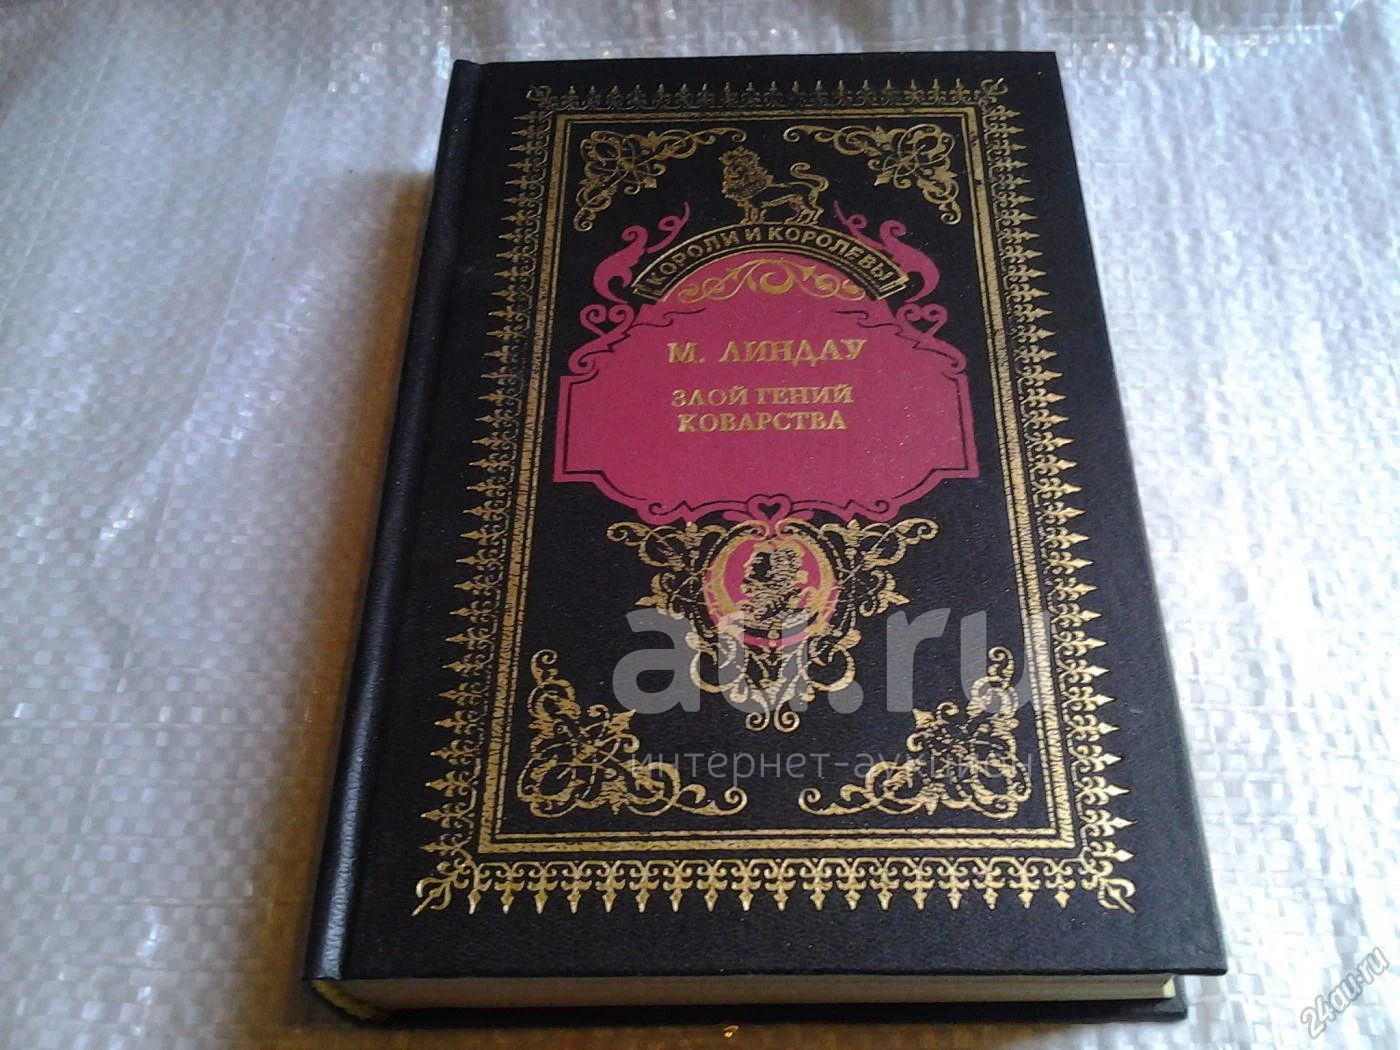 КОРОЛИ И КОРОЛЕВЫ
М. ЛИНДАУ
ЗЛОЙ ГЕНИЙ
КОВАРСТВА
au.ru
интернет-аукцион
24au.ru